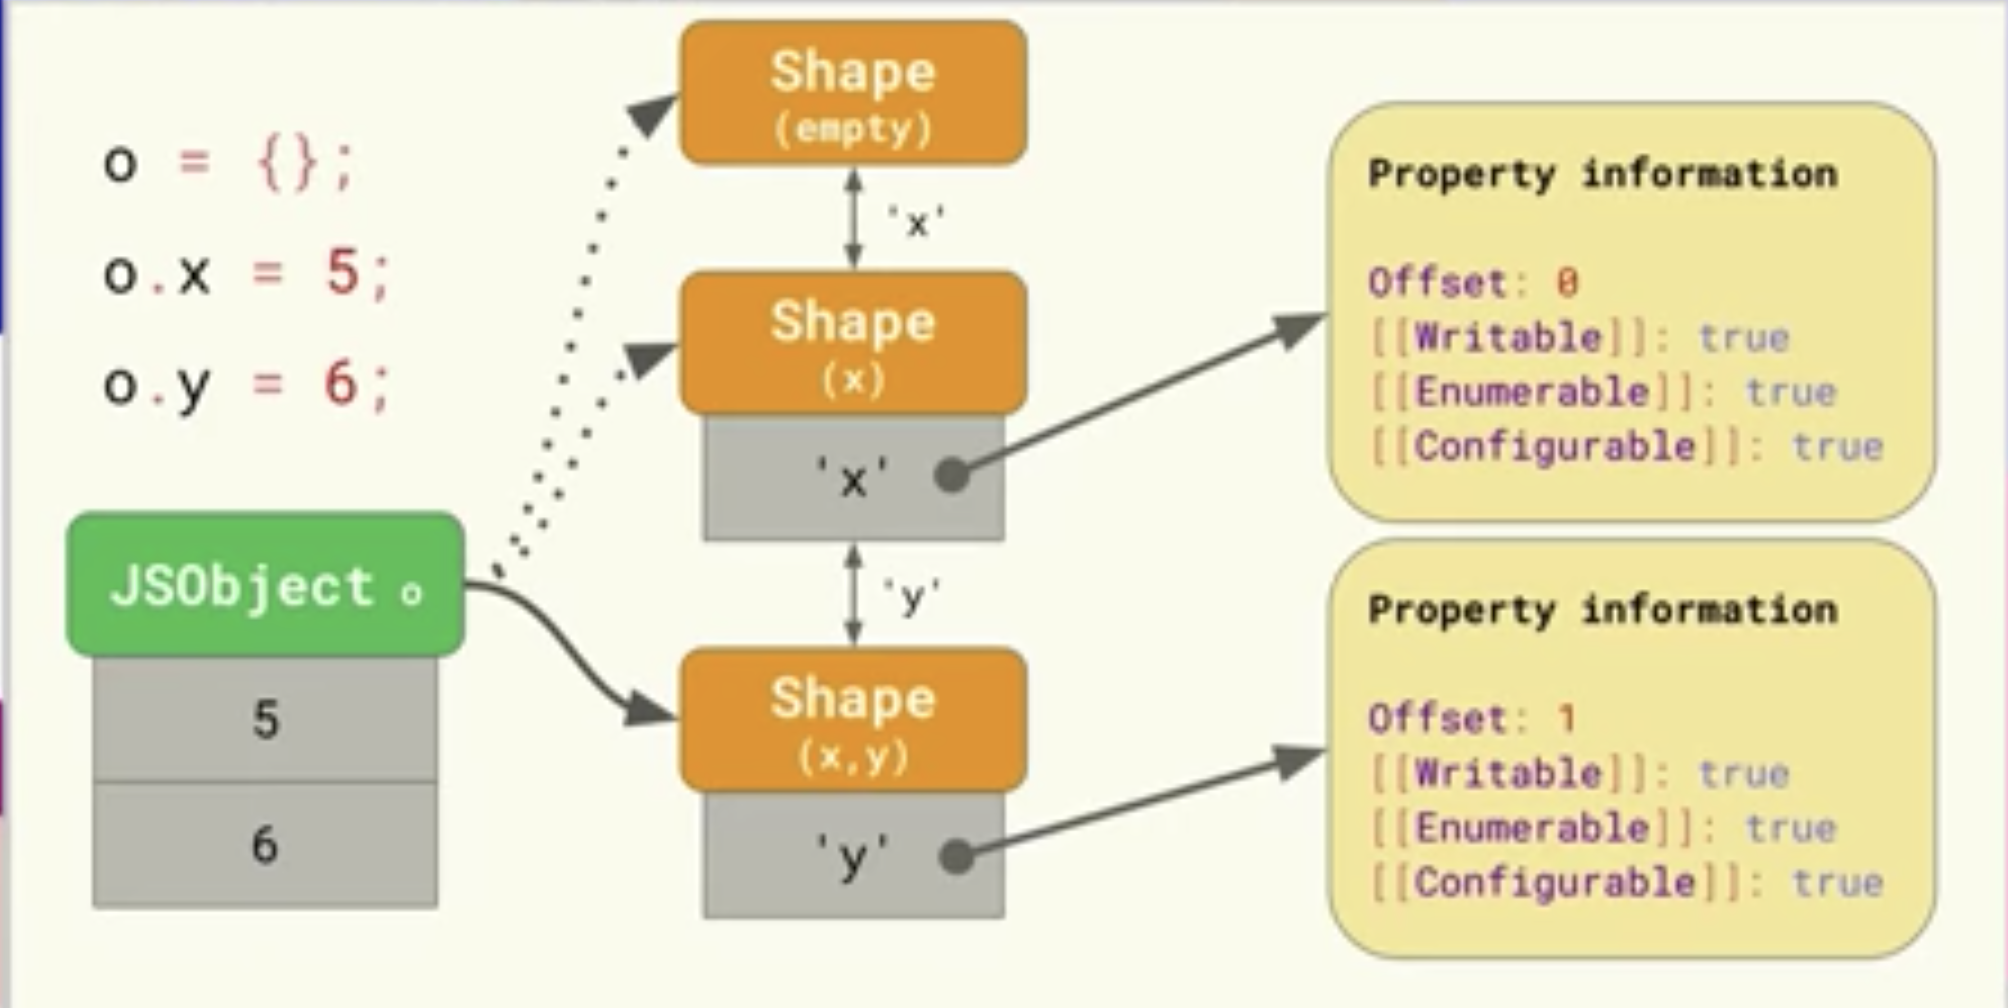 o = {};
o.x = 5;
o.y = 6;
JSObject o
5
6
Shape
(empty)
'x'
Shape
(x)
'x'
'y'
Shape
(x,y)
'y'
Property information
Offset: 0
[[Writable]]: true
[[Enumerable]]: true
[[Configurable]]: true
Property information
Offset: 1
[[Writable]]: true
[[Enumerable]]: true
[[Configurable]]: true